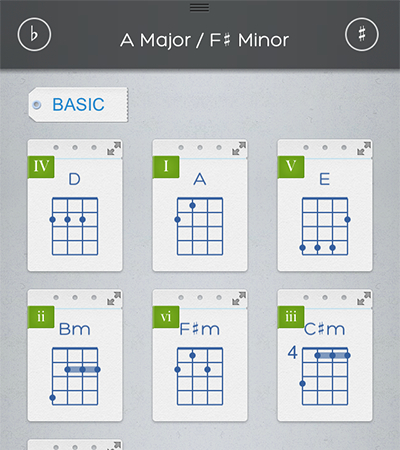 ♭
A Major / F♯ Minor
♯
BASIC
IV
D
I
A
V
E
ii
Bm
vi
F♯m
iii
C♯m
4